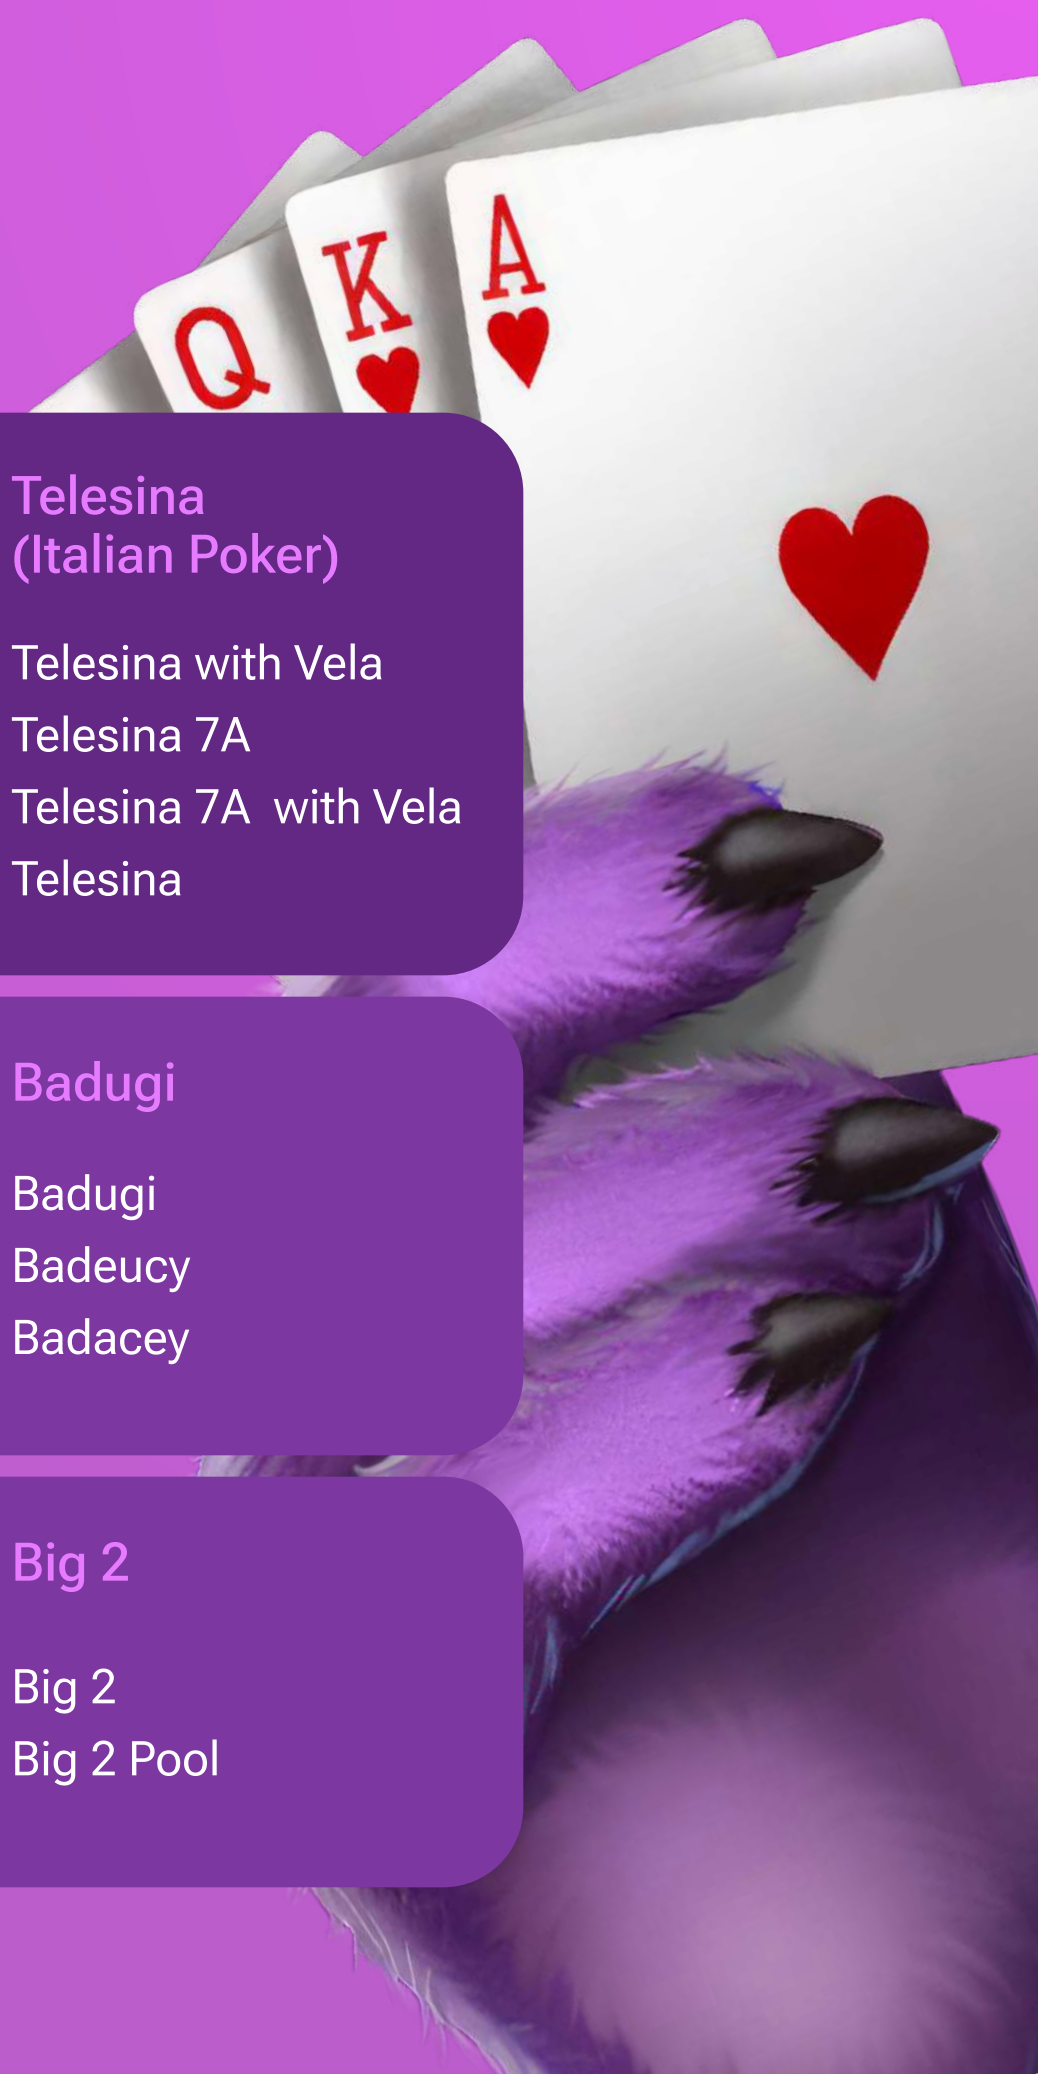 Q
K
A
Telesina
(Italian Poker)
Telesina with Vela
Telesina 7A
Telesina 7A  with Vela
Telesina
Badugi
Badugi
Badeucy
Badacey
Big 2
Big 2
Big 2 Pool